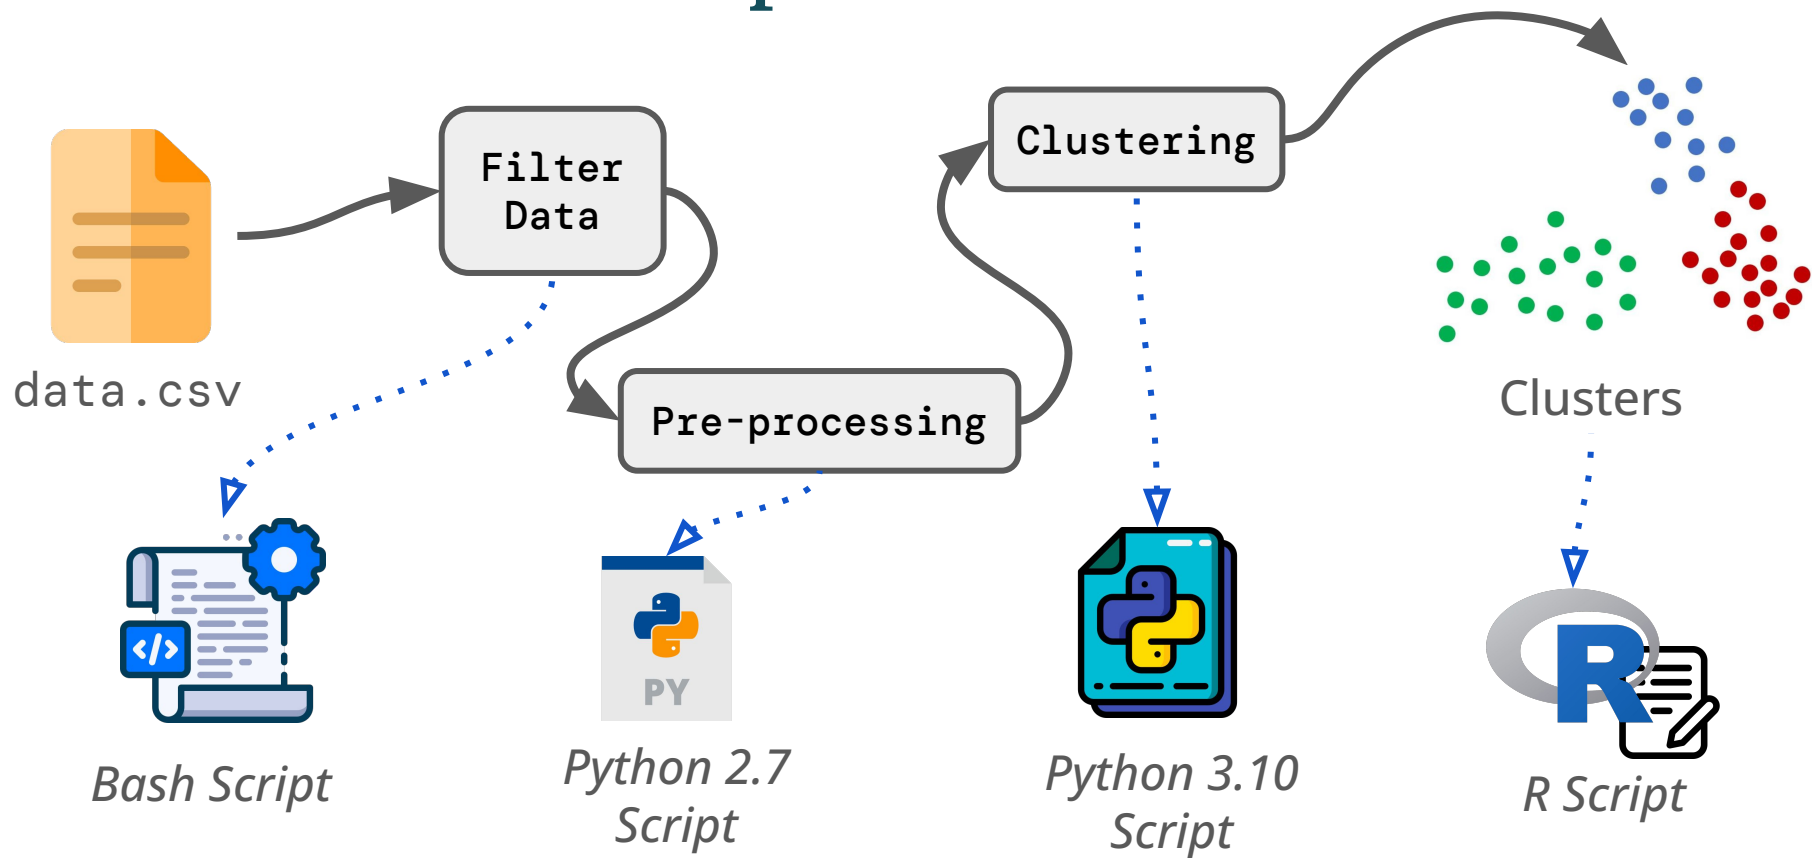 Filter
Data
Clustering
data.csv
Pre-processing
Clusters
</>
PY
R
Bash Script
Python 2.7
Script
Python 3.10
Script
R Script